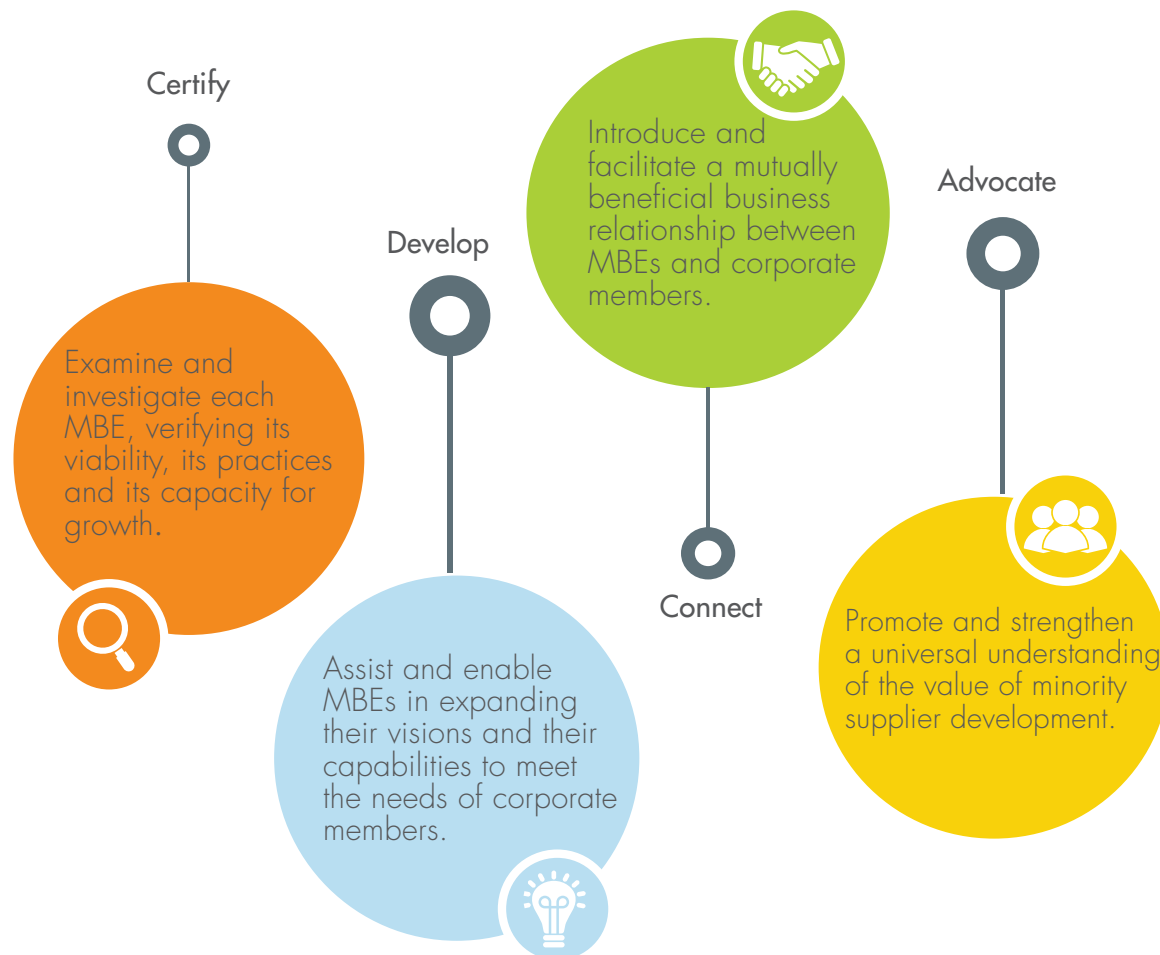 Certify
Examine and
investigate each
MBE, verifying its
viability, its practices
and its capacity for
growth.
Develop
Assist and enable
MBEs in expanding
their visions and their
capabilities to meet
the needs of corporate
members.
Introduce and
facilitate a mutually
beneficial business
relationship between
MBEs and corporate
members.
Connect
Advocate
Promote and strengthen
a universal understanding
of the value of minority
supplier development.